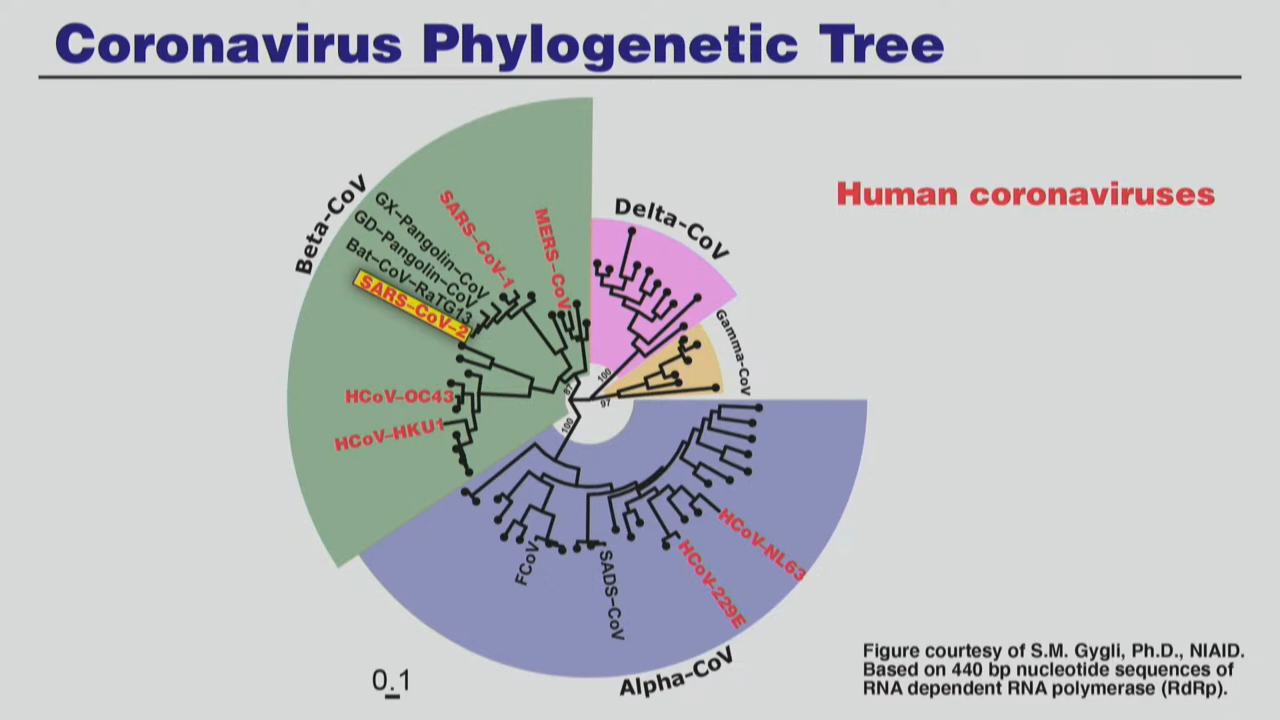 Coronavirus Phylogenetic Tree
Human coronaviruses
Beta-CoV
GX-Pangolin-CoV
GD-Pangolin-CoV
Bat-CoV-RaTG13
SARS-CoV-2
SARS-CoV-1
MERS-CoV
Delta-CoV
Gamma-CoV
100
97
87
100
HCoV-OC43
HCoV-HKU1
HCoV-NL63
HCoV-229E
FCoV
SADS-CoV
Alpha-CoV
0.1
Figure courtesy of S.M. Gygli, Ph.D., NIAID.
Based on 440 bp nucleotide sequences of
RNA dependent RNA polymerase (RdRp).